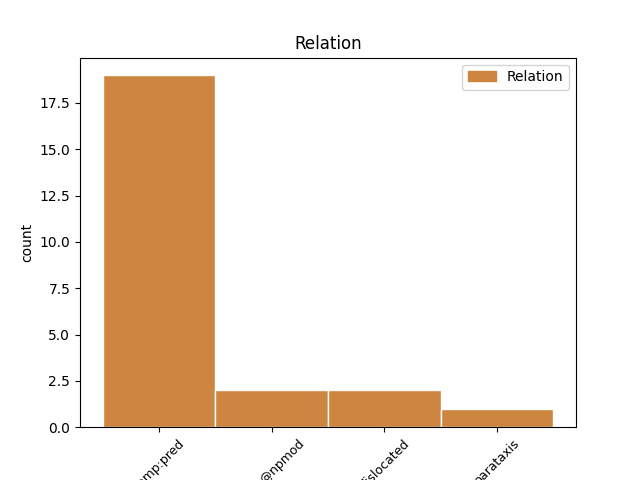 Relation
Relation
count
17.5
15.0
12.5
10.0
7.5
5.0
2.5
0.0
mp:pred
@npmod
islocated
parataxis